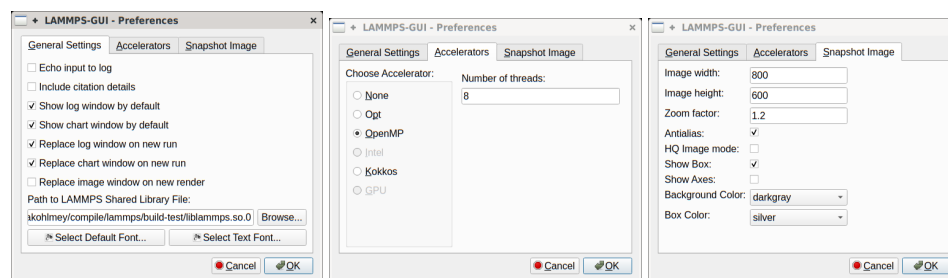 LAMMPS-GUI - Preferences
General Settings Accelerators Snapshot Image
Echo input to log
Include citation details
Show log window by default
Show chart window by default
Replace log window on new run
Replace chart window on new run
Replace image window on new render
Path to LAMMPS Shared Library File:
akohlmey/compile/lammps/build-test/liblammps.so.0 Browse...
Select Default Font... Select Text Font...
Cancel OK
LAMMPS-GUI - Preferences
General Settings Accelerators Snapshot Image
Choose Accelerator: Number of threads:
None 8
Opt
OpenMP
Intel
Kokkos
GPU
Cancel OK
LAMMPS-GUI - Preferences
General Settings Accelerators Snapshot Image
Image width: 800
Image height: 600
Zoom factor: 1.2
Antialias:
HQ Image mode:
Show Box:
Show Axes:
Background Color: darkgray
Box Color: silver
Cancel OK